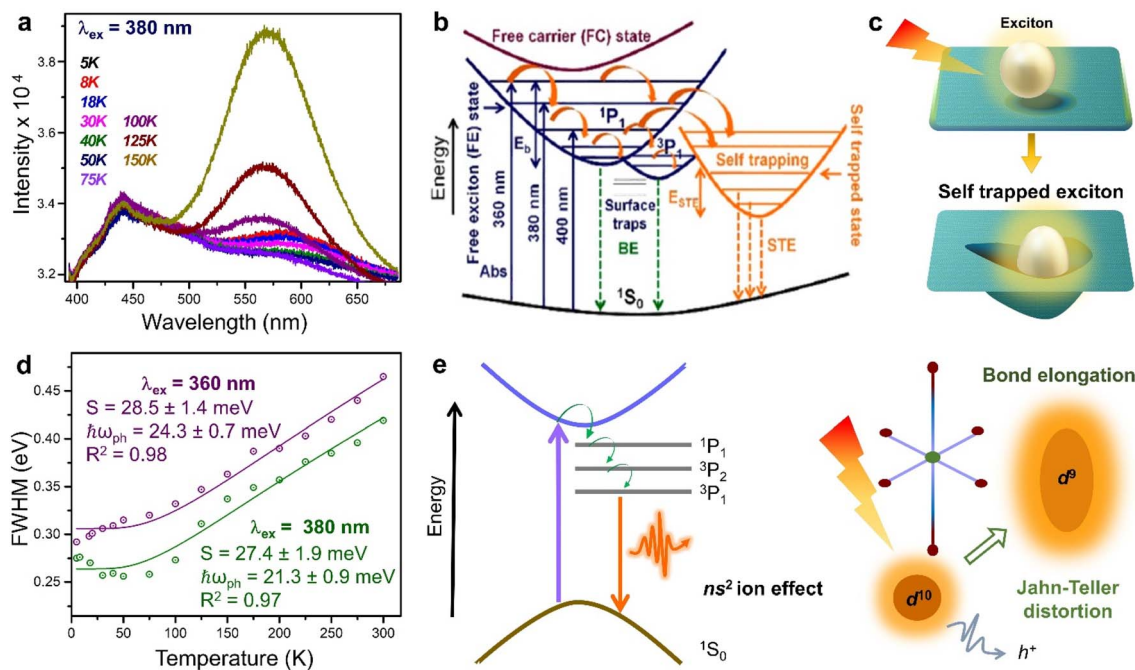 a
λex = 380 nm
5K
8K
18K
30K 100K
40K 125K
50K 150K
75K
Intensity x 10⁴
3.8
3.6
3.4
3.2
400 450 500 550 600 650
Wavelength (nm)
b
Free carrier (FC) state
Energy
Free exciton (FE) state
¹P₁
Eb
³P₁
360 nm
380 nm
400 nm
Abs
Surface
traps
BE
Self trapping
ESTE
STE
Self trapped state
¹S₀
c
Exciton
Self trapped exciton
d
λex = 360 nm
S = 28.5 ± 1.4 meV
ℏωph = 24.3 ± 0.7 meV
R² = 0.98
λex = 380 nm
S = 27.4 ± 1.9 meV
ℏωph = 21.3 ± 0.9 meV
R² = 0.97
FWHM (eV)
0.45
0.40
0.35
0.30
0.25
0 50 100 150 200 250 300
Temperature (K)
e
Energy
¹P₁
³P₂
³P₁
ns² ion effect
¹S₀
Bond elongation
d⁹
d¹⁰
Jahn-Teller
distortion
h⁺